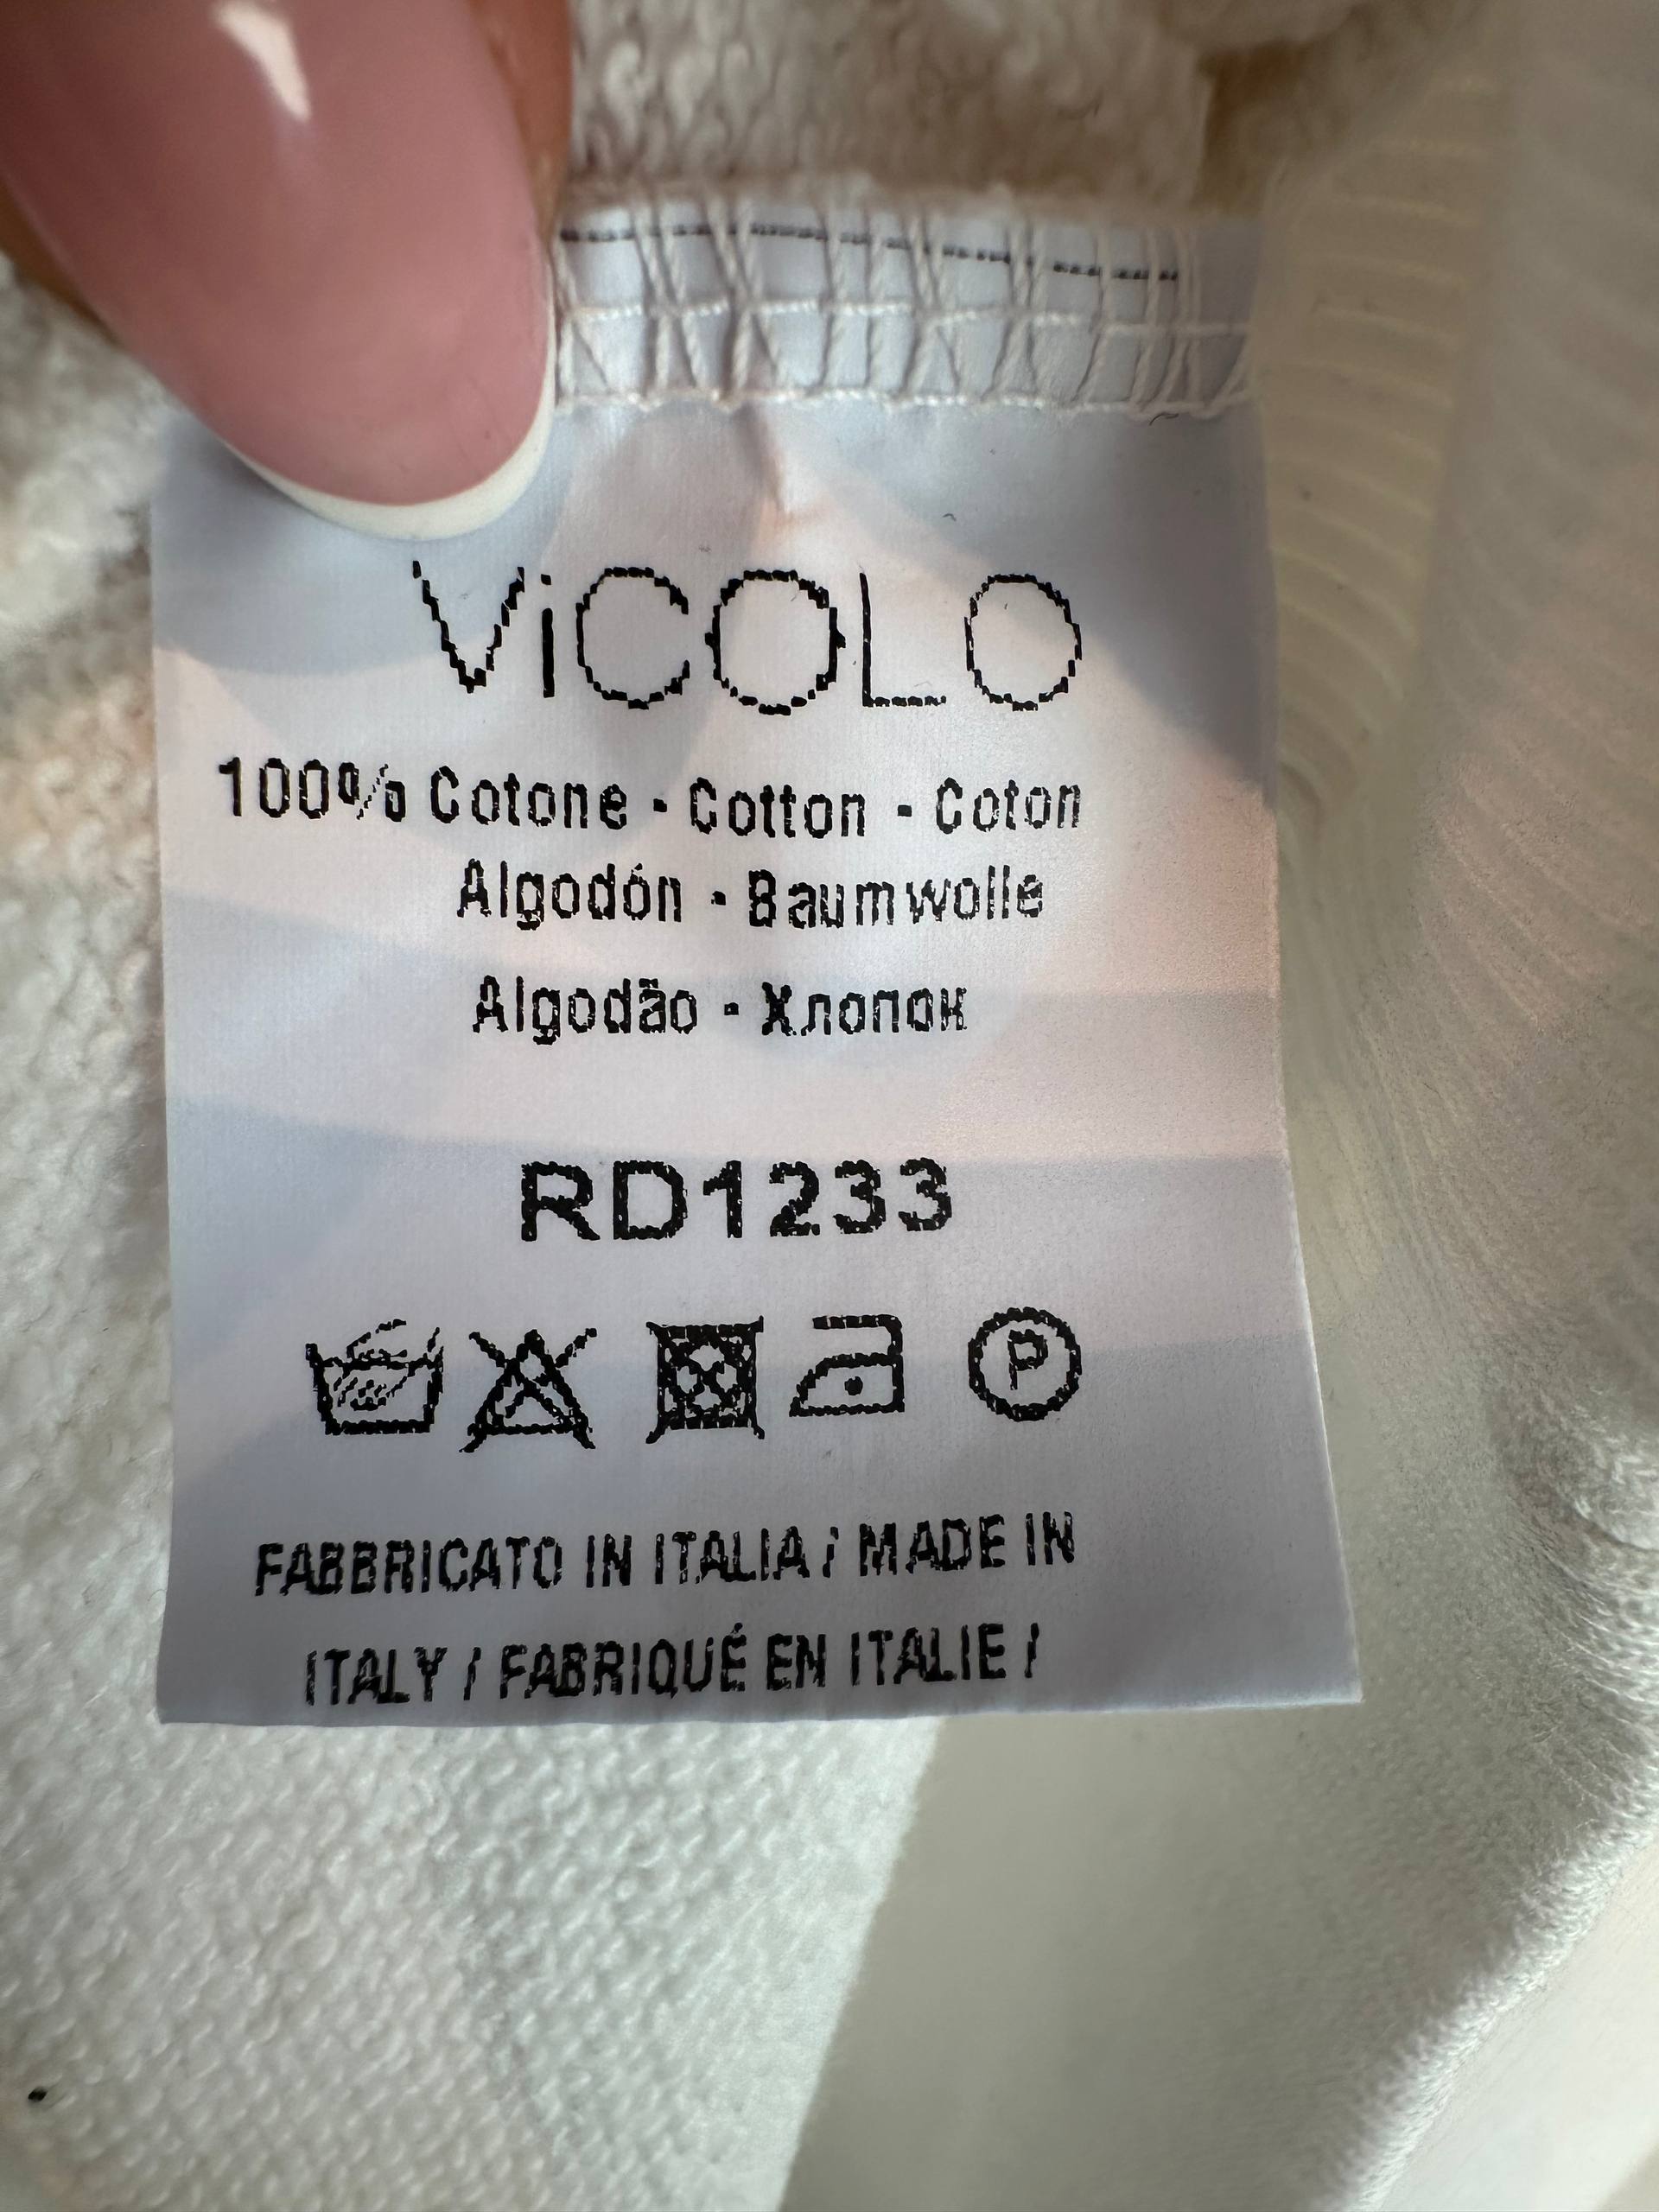 ViCOLO
100% Cotone - Cotton - Coton
Algodón - Baumwolle
Algodão - Хлопок
RD1233
P
FABBRICATO IN ITALIA / MADE IN
ITALY / FABRIQUÉ EN ITALIE /